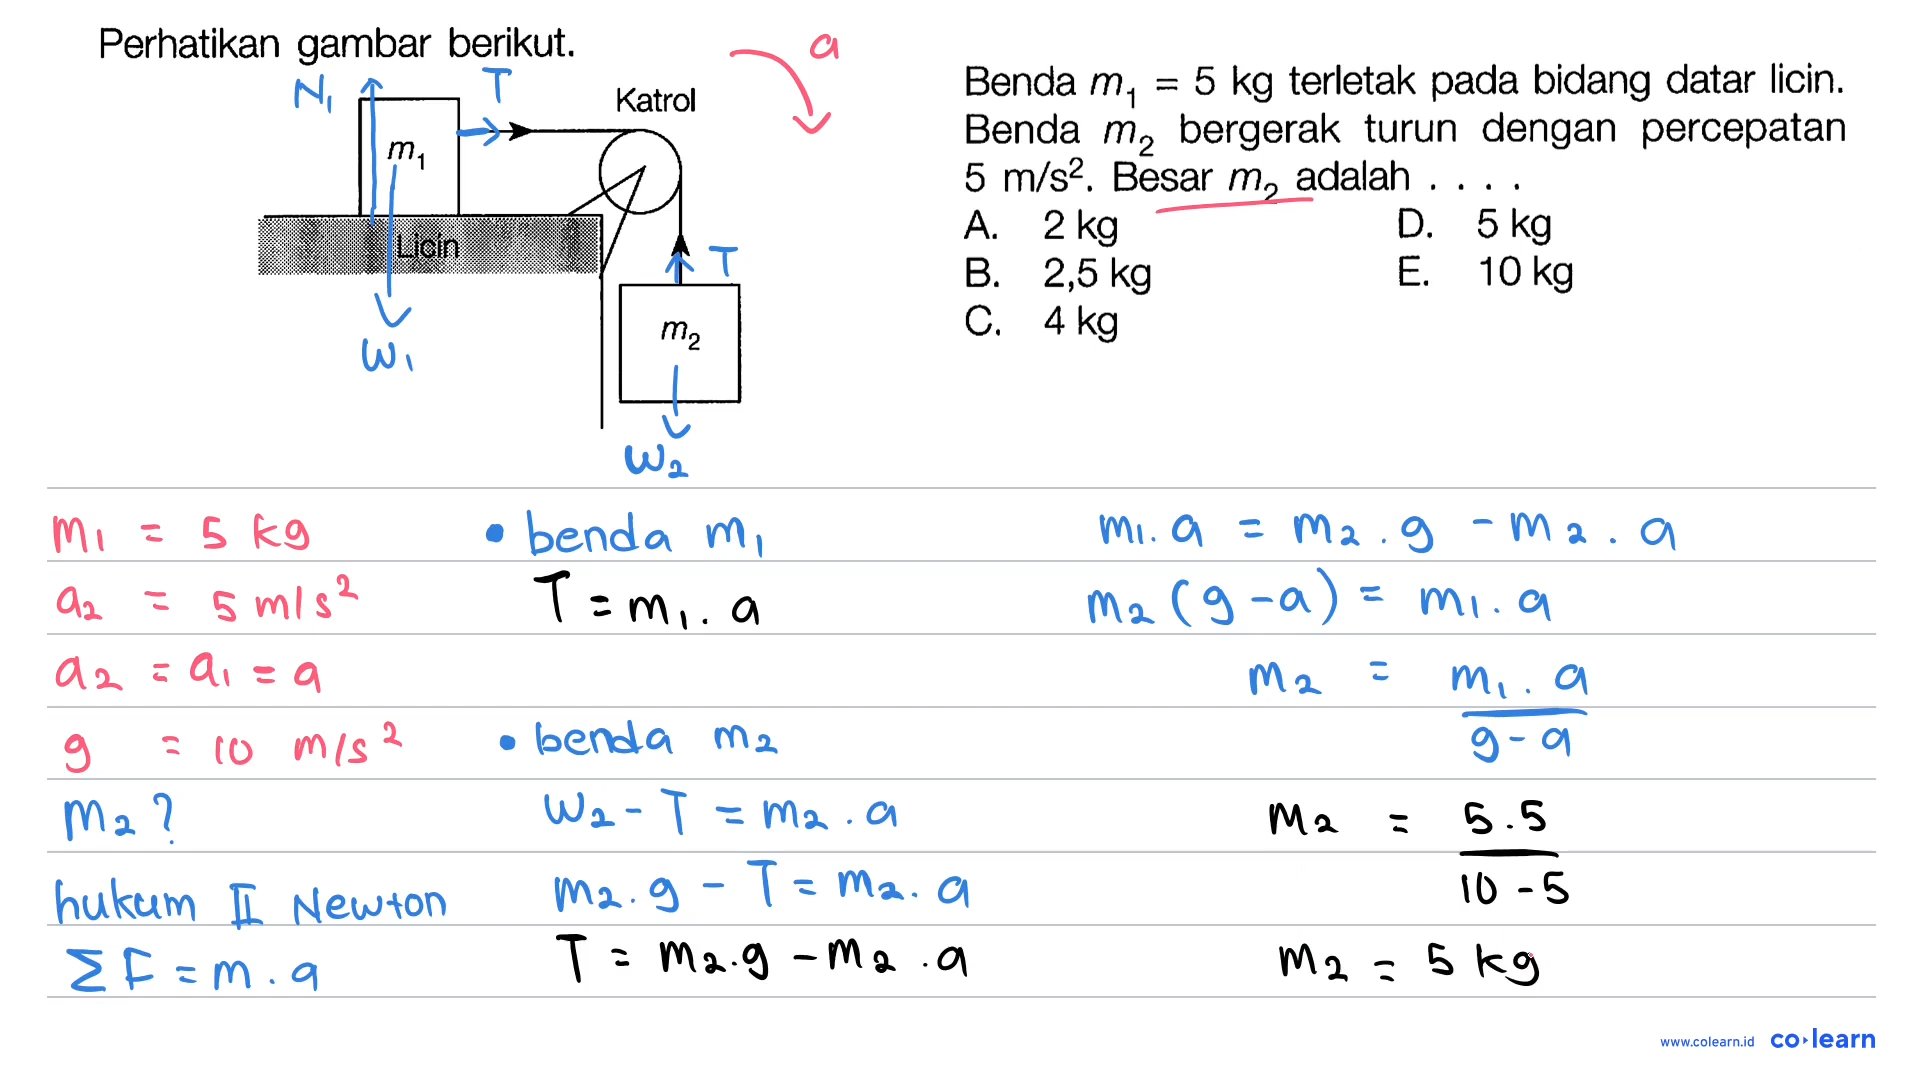 Perhatikan gambar berikut.
a
N₁
T
Katrol
m₁
Licin
T
W₁
m₂
W₂
Benda m₁ = 5 kg terletak pada bidang datar licin.
Benda m₂ bergerak turun dengan percepatan
5 m/s². Besar m₂ adalah . . . .
A. 2 kg
B. 2,5 kg
C. 4 kg
D. 5 kg
E. 10 kg
m₁ = 5 kg
a₂ = 5 m/s²
a₂ = a₁ = a
g = 10 m/s²
m₂ ?
hukum II Newton
ΣF = m . a
• benda m₁
T = m₁ . a
• benda m₂
W₂ - T = m₂ . a
m₂ . g - T = m₂ . a
T = m₂ . g - m₂ . a
m₁ . a = m₂ . g - m₂ . a
m₂ (g - a) = m₁ . a
m₂ = m₁ . a
g - a
m₂ = 5 . 5
10 - 5
m₂ = 5 kg
www.colearn.id co learn